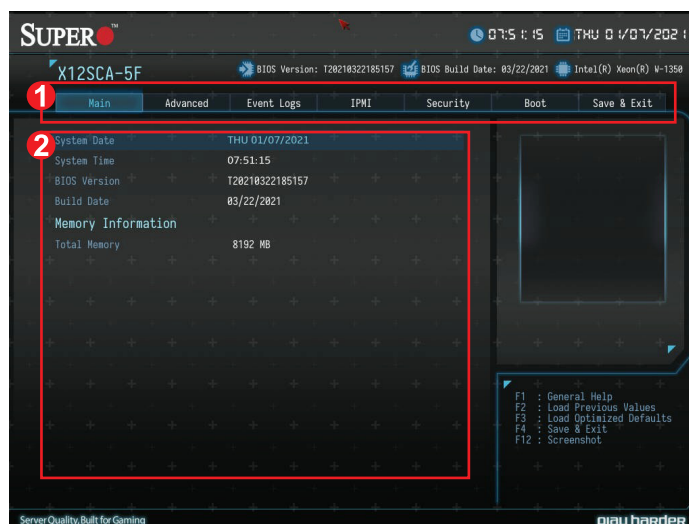 SUPER ™
07:51:15 THU 01/07/2021
X12SCA-5F BIOS Version: T20210322185157 BIOS Build Date: 03/22/2021 Intel(R) Xeon(R) W-1350
1
Main Advanced Event Logs IPMI Security Boot Save & Exit
2
System Date THU 01/07/2021
System Time 07:51:15
BIOS Version T20210322185157
Build Date 03/22/2021
Memory Information
Total Memory 8192 MB
F1 : General Help
F2 : Load Previous Values
F3 : Load Optimized Defaults
F4 : Save & Exit
F12 : Screenshot
Server Quality, Built for Gaming play harder